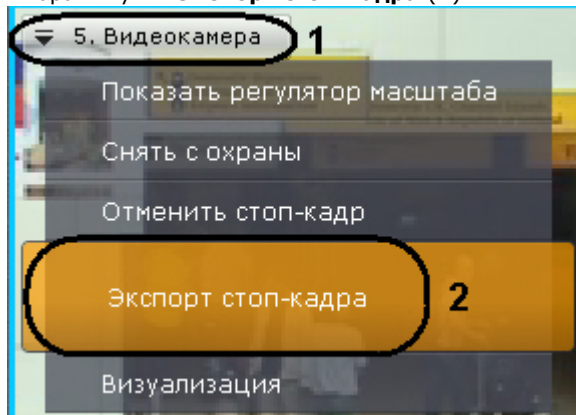 5. Видеокамера 1
Показать регулятор масштаба
Снять с охраны
Отменить стоп-кадр
Экспорт стоп-кадра 2
Визуализация